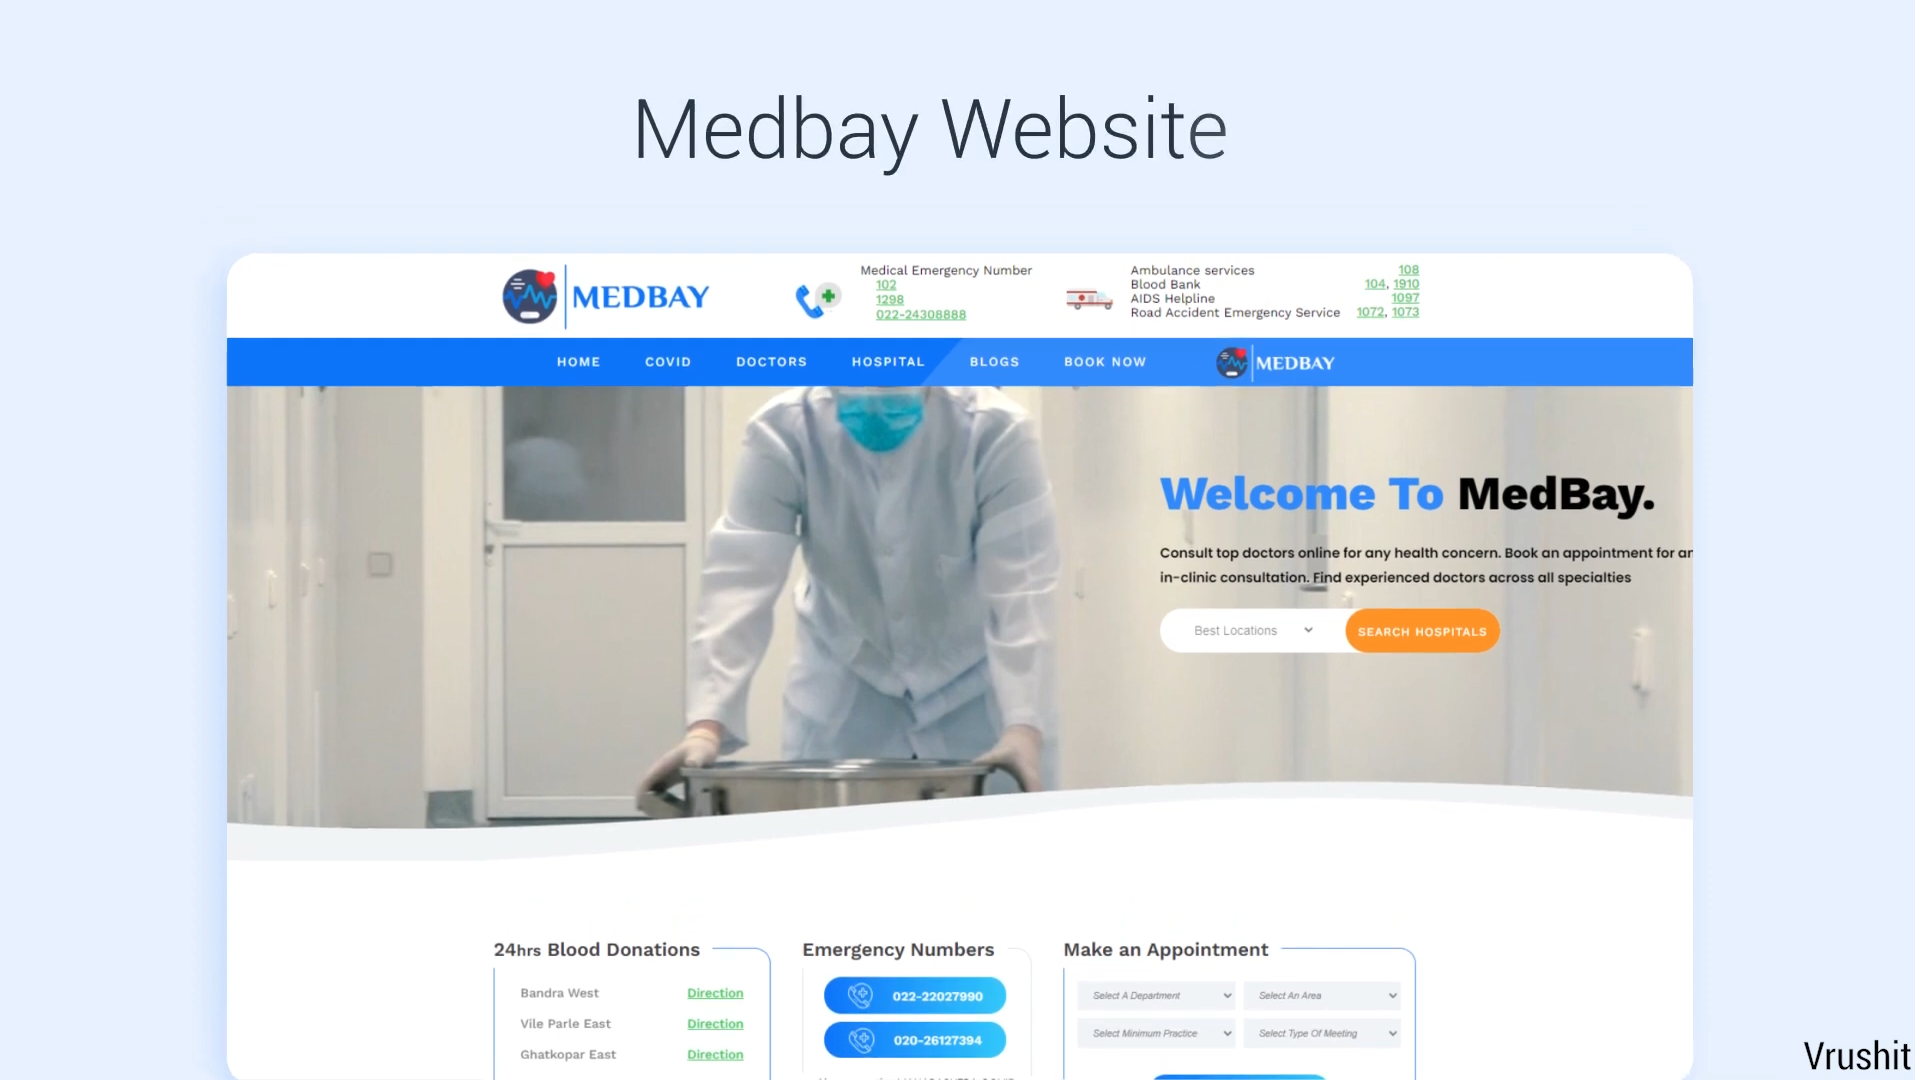 Medbay Website
MEDBAY
Medical Emergency Number
102
1298
022-24308888
Ambulance services 108
Blood Bank 104, 1910
AIDS Helpline 1097
Road Accident Emergency Service 1072, 1073
HOME COVID DOCTORS HOSPITAL BLOGS BOOK NOW MEDBAY
Welcome To MedBay.
Consult top doctors online for any health concern. Book an appointment for an
in-clinic consultation. Find experienced doctors across all specialties
Best Locations SEARCH HOSPITALS
24hrs Blood Donations
Bandra West Direction
Vile Parle East Direction
Ghatkopar East Direction
Emergency Numbers
022-22027990
020-26127394
Make an Appointment
Select A Department Select An Area
Select Minimum Practice Select Type Of Meeting
Vrushit